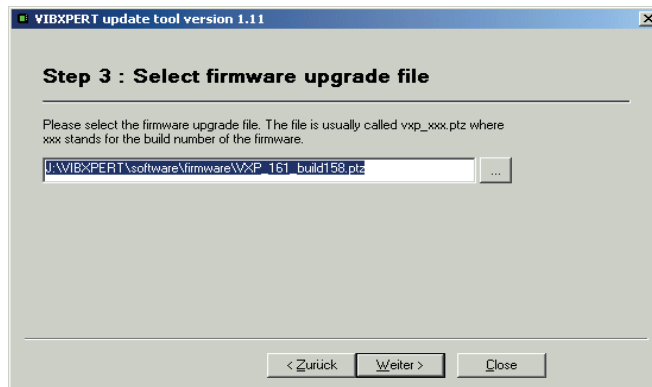 VIBXPERT update tool version 1.11
Step 3 : Select firmware upgrade file
Please select the firmware upgrade file. The file is usually called vxp_xxx.ptz where
xxx stands for the build number of the firmware.
J:\VIBXPERT\software\firmware\VXP_161_build158.ptz
...
< Zurück
Weiter >
Close